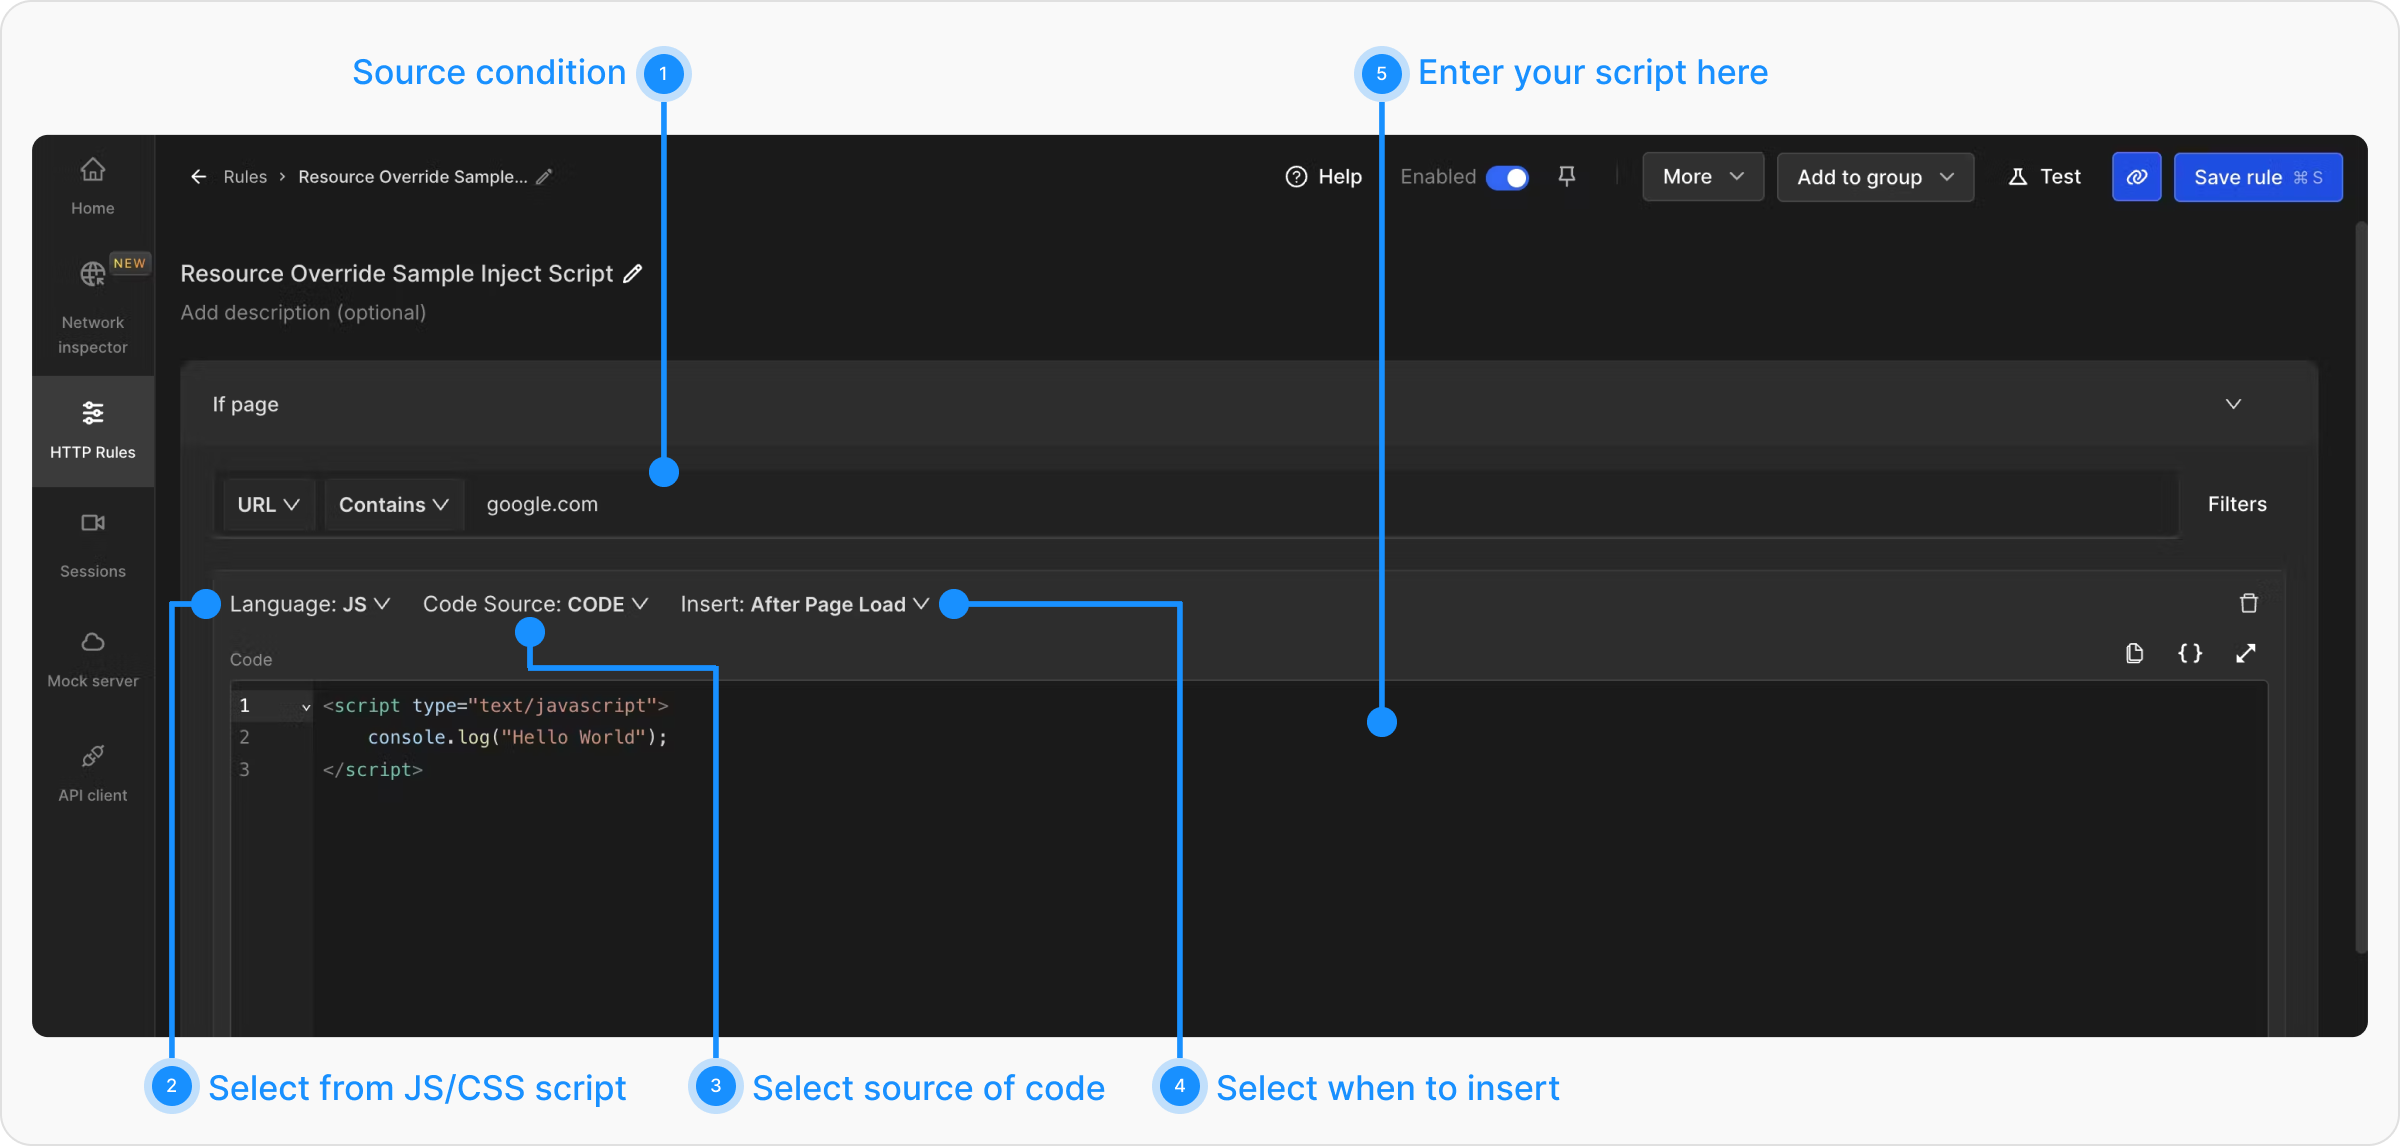 Source condition 1
5 Enter your script here
Home
NEW
Network
inspector
HTTP Rules
Sessions
Mock server
API client
Rules › Resource Override Sample...
Help
Enabled
More
Add to group
Test
Save rule ⌘ S
Resource Override Sample Inject Script
Add description (optional)
If page
URL Contains google.com
Filters
Language: JS Code Source: CODE Insert: After Page Load
Code
1 <script type="text/javascript">
2 console.log("Hello World");
3 </script>
2 Select from JS/CSS script
3 Select source of code
4 Select when to insert